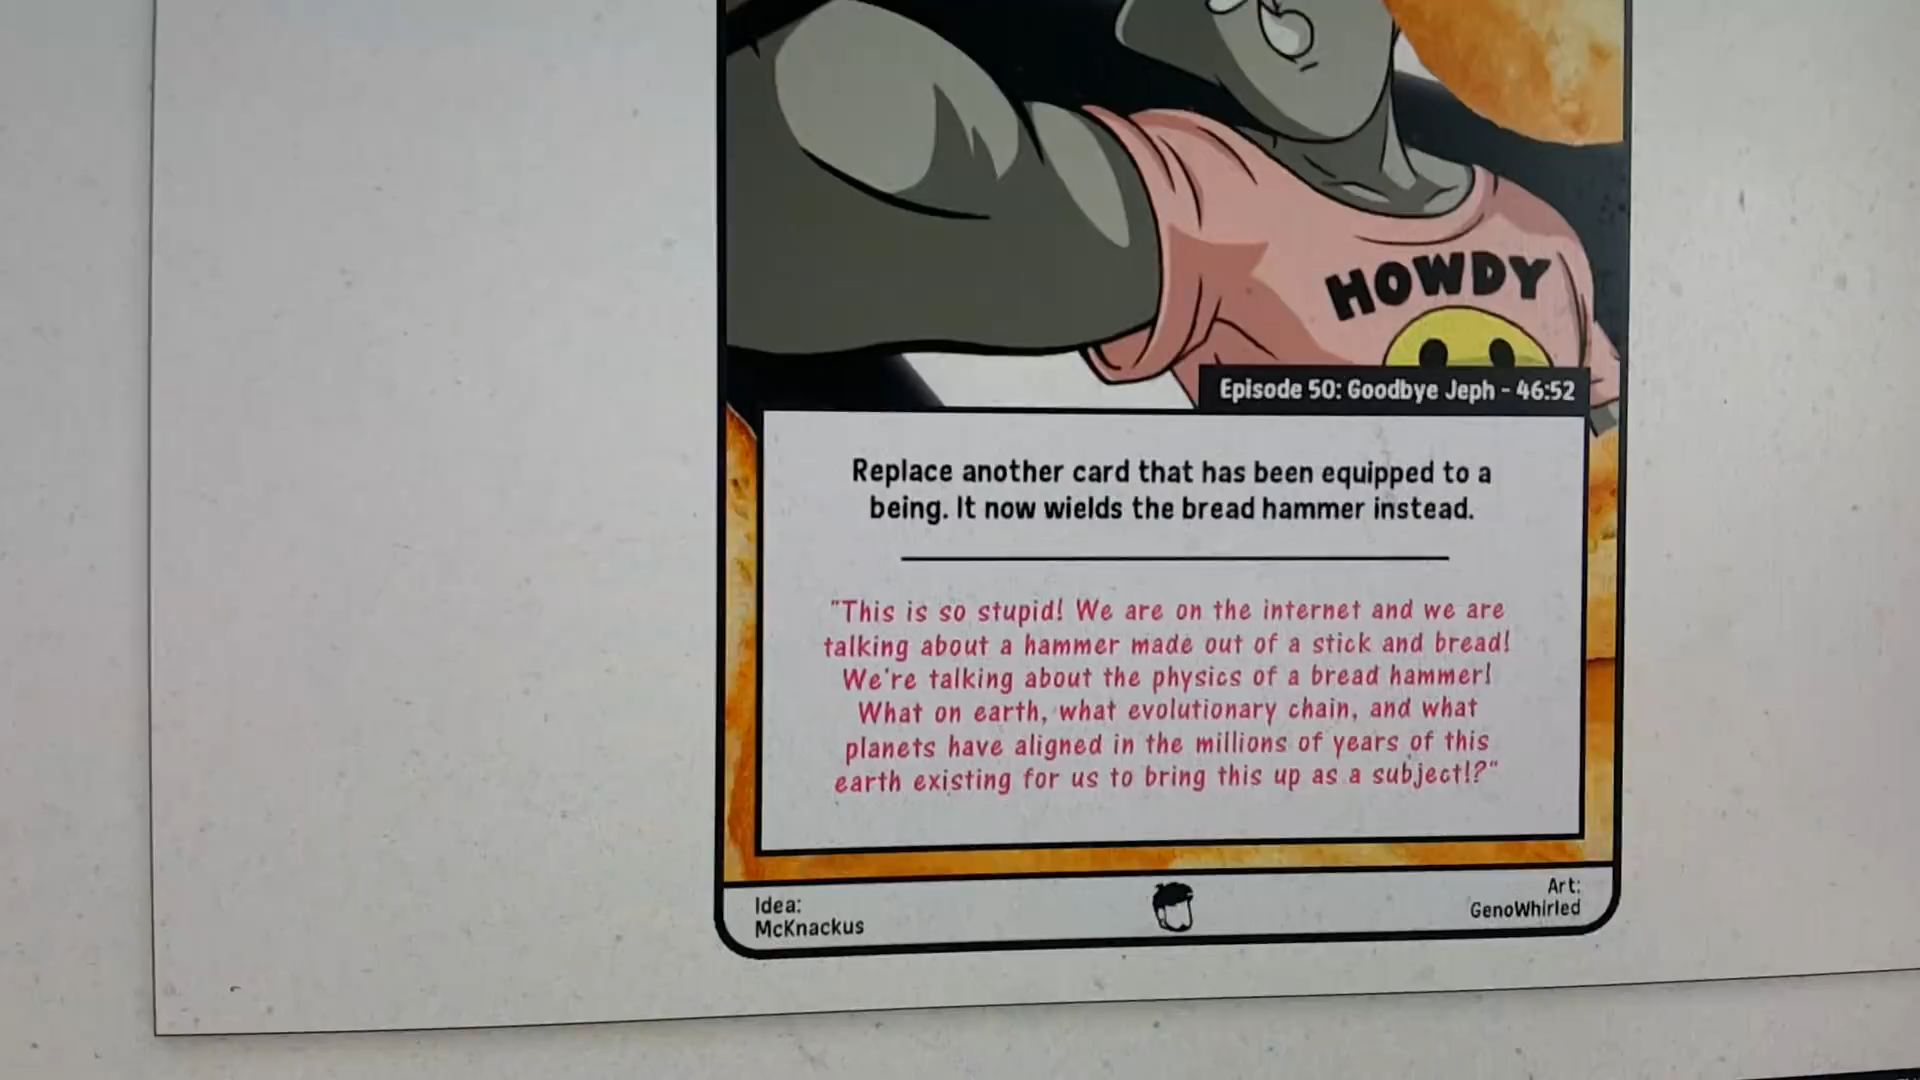 HOWDY
Episode 50: Goodbye Jeph - 46:52
Replace another card that has been equipped to a
being. It now wields the bread hammer instead.
"This is so stupid! We are on the internet and we are
talking about a hammer made out of a stick and bread!
We're talking about the physics of a bread hammer!
What on earth, what evolutionary chain, and what
planets have aligned in the millions of years of this
earth existing for us to bring this up as a subject!?"
Idea:
McKnackus
Art:
GenoWhirled